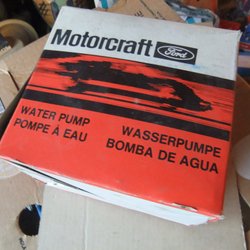 Motorcraft Ford
WATER PUMP
POMPE À EAU
WASSERPUMPE
BOMBA DE AGUA